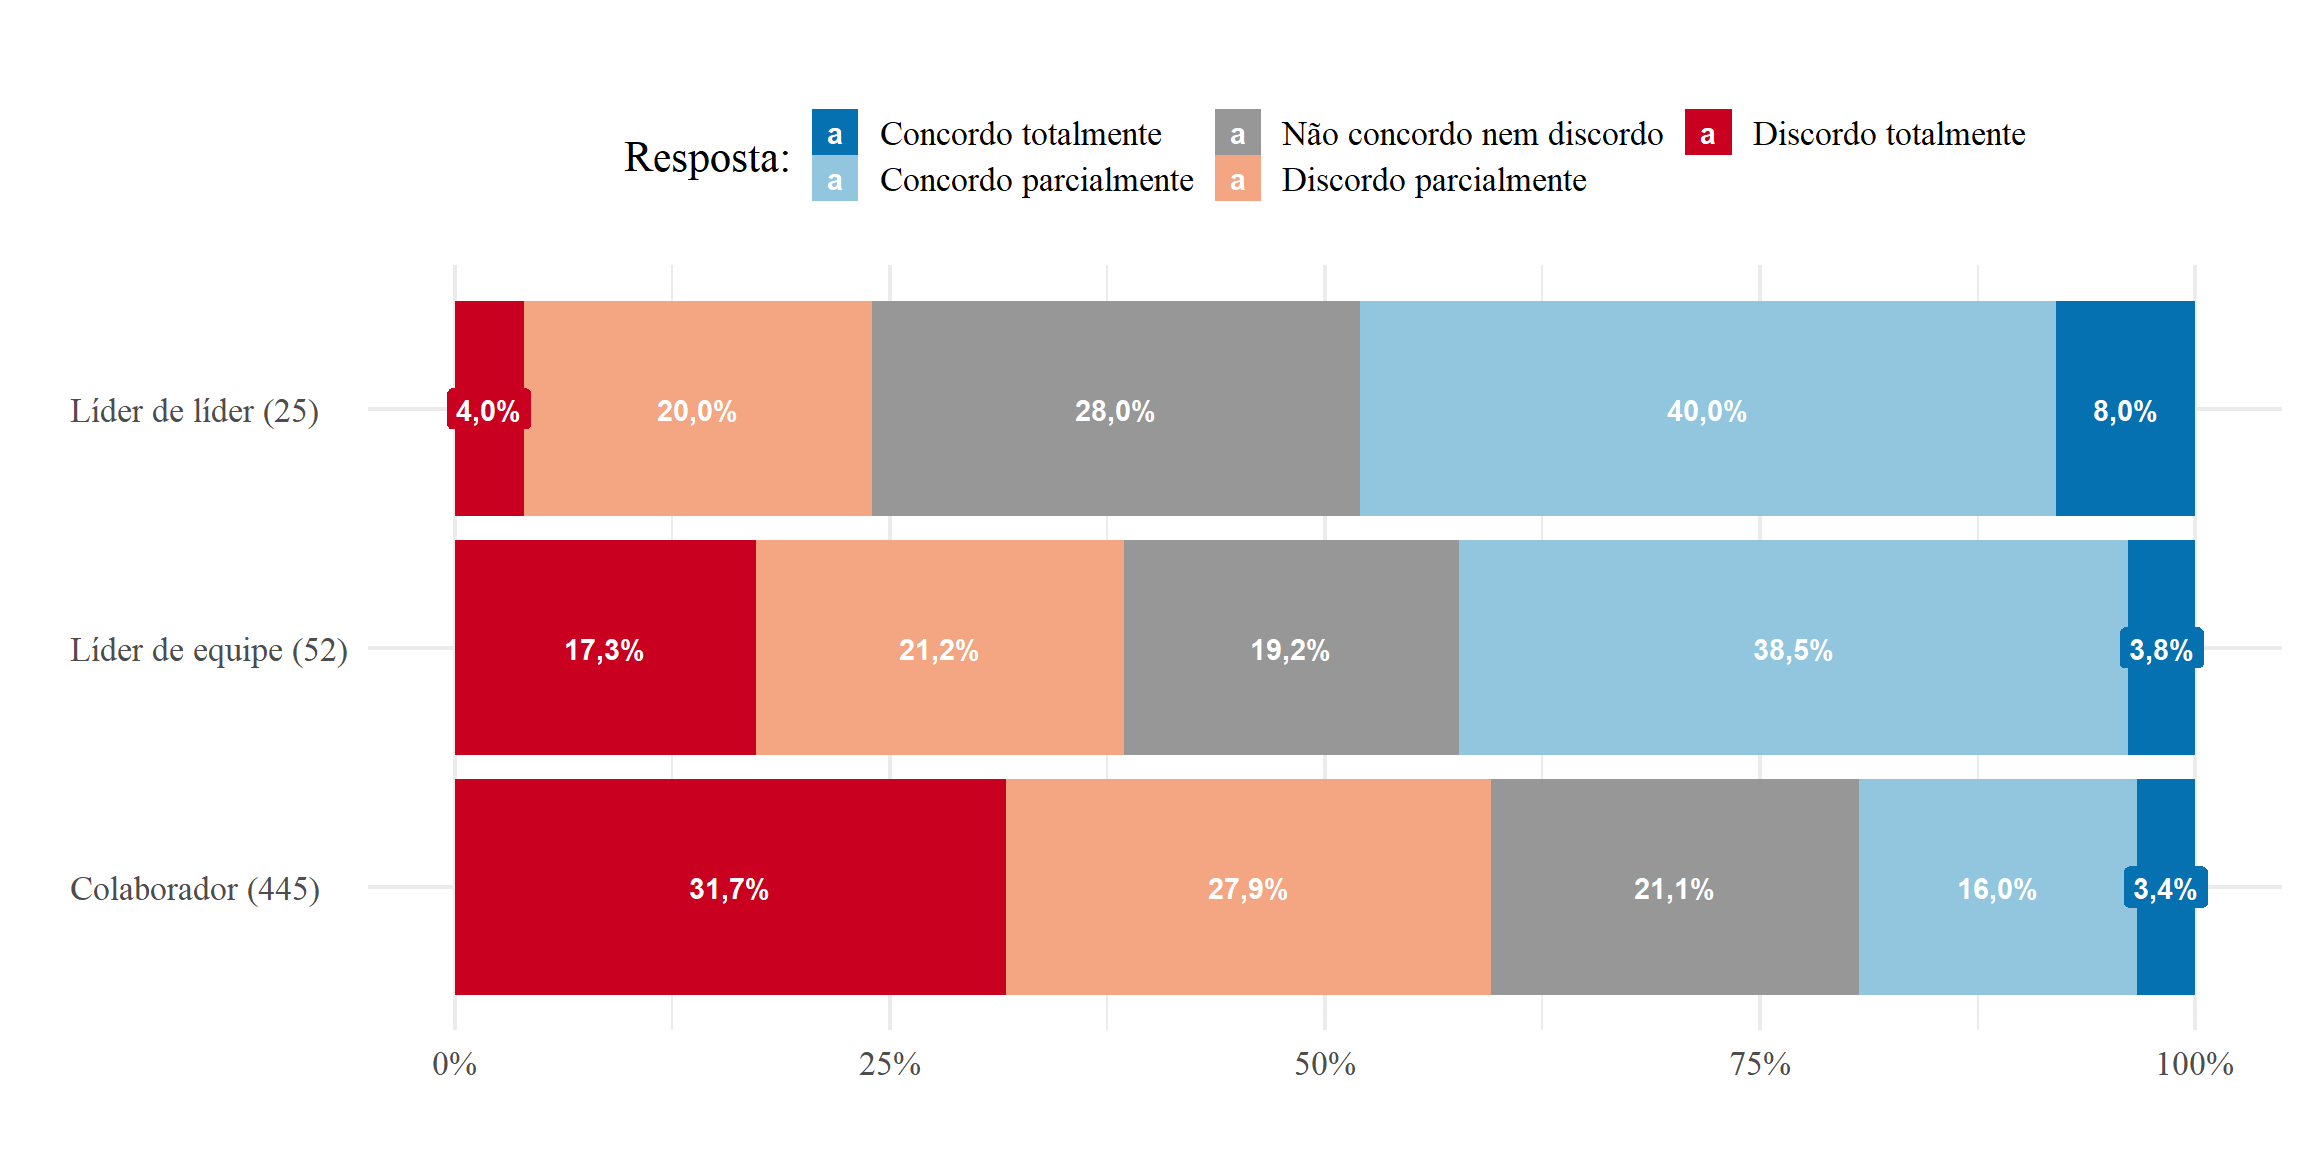 Resposta:
a Concordo totalmente a Não concordo nem discordo a Discordo totalmente
a Concordo parcialmente a Discordo parcialmente
Líder de líder (25) 4,0% 20,0% 28,0% 40,0% 8,0%
Líder de equipe (52) 17,3% 21,2% 19,2% 38,5% 3,8%
Colaborador (445) 31,7% 27,9% 21,1% 16,0% 3,4%
0% 25% 50% 75% 100%